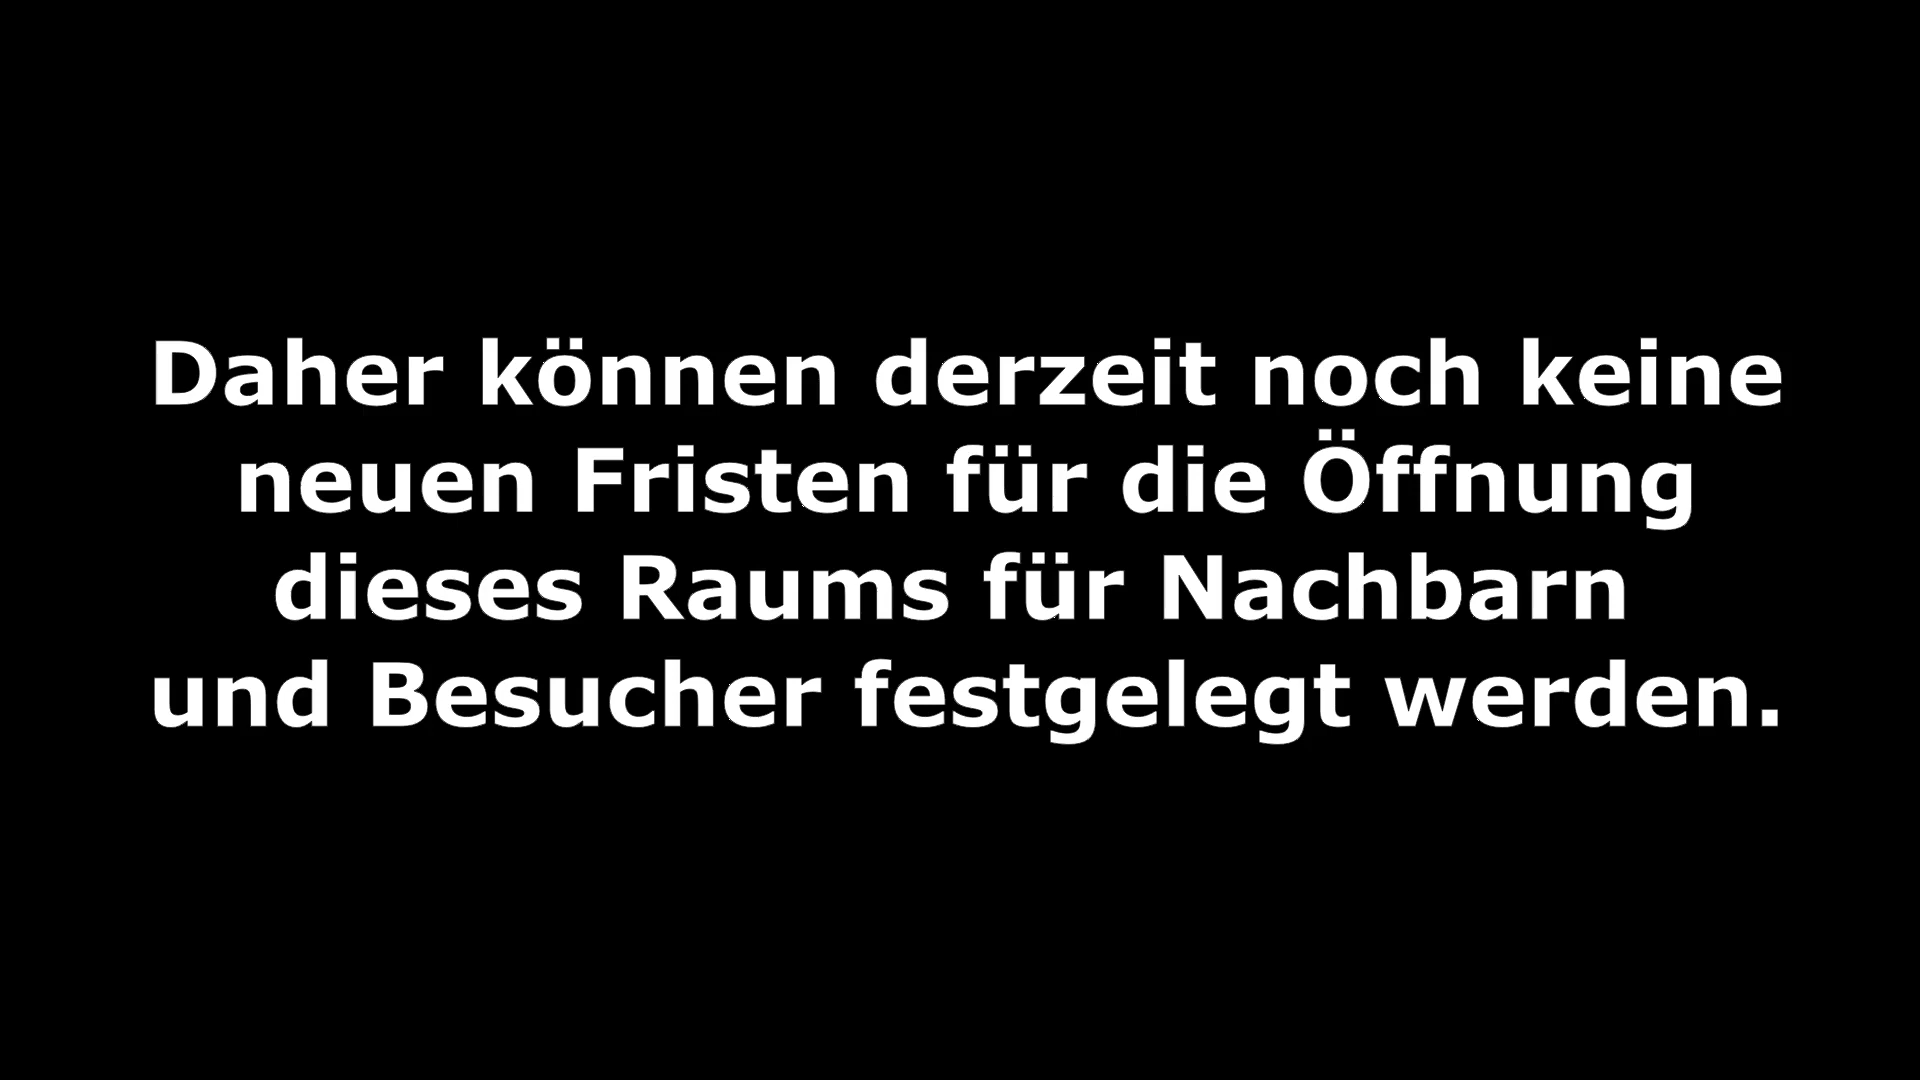 Daher können derzeit noch keine
neuen Fristen für die Öffnung
dieses Raums für Nachbarn
und Besucher festgelegt werden.